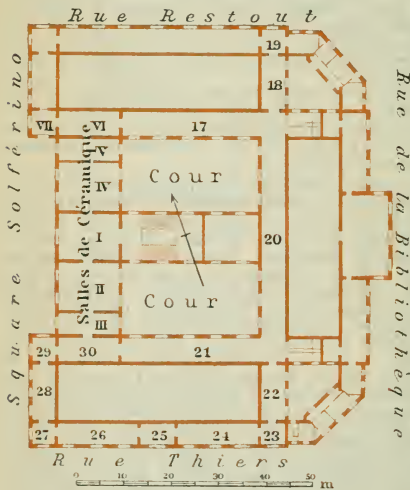 Rue Restout
19
18
VII VI 17
V
IV Cour
Salles de Céramique
I 20
II Cour
III
29 30 21
28 22
27 26 25 24 23
Rue Thiers
Square Solférino
Rue de la Bibliothèque
0 10 20 30 40 50 m